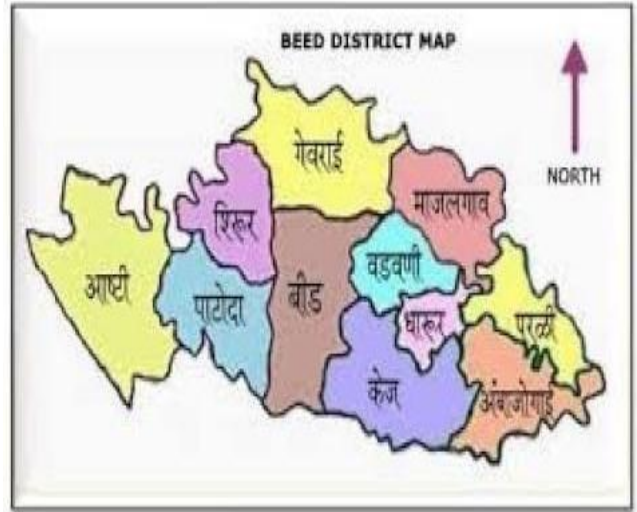 BEED DISTRICT MAP
NORTH
गेवराई
माजलगाव
शिरूर
वडवणी
आष्टी
पाटोदा
बीड
धारूर
परळी
केज
अंबाजोगाई